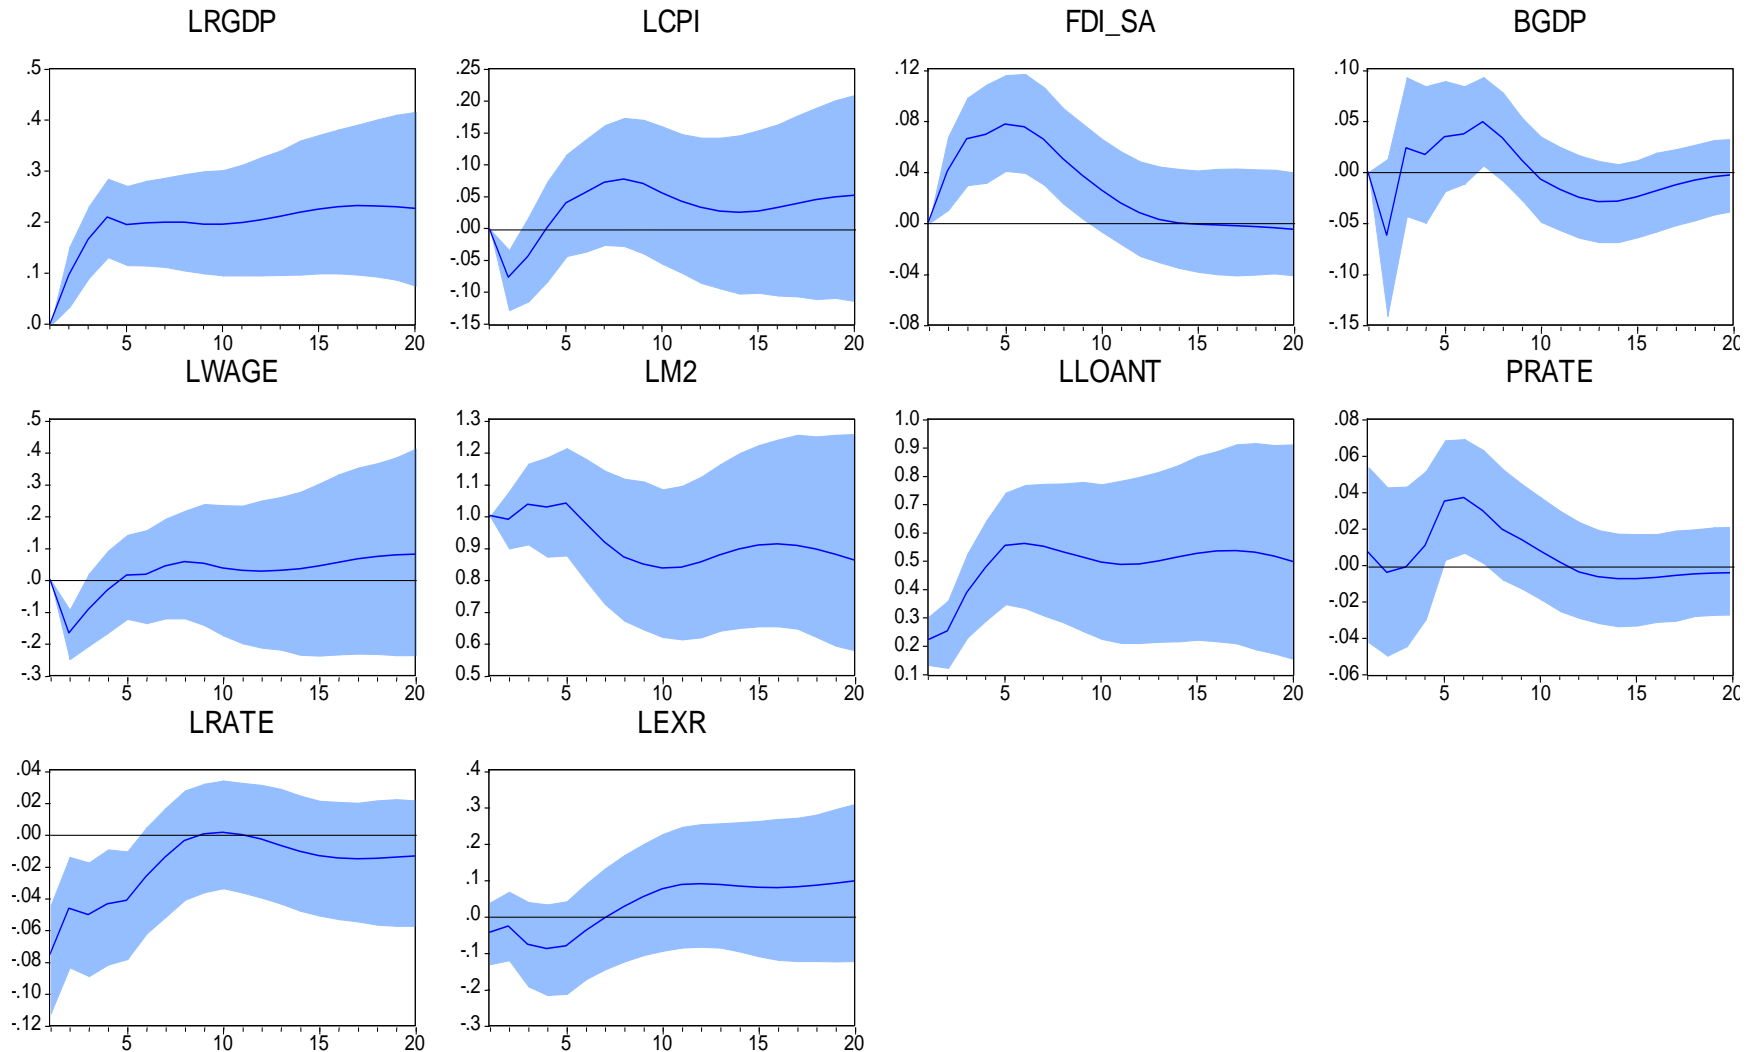 LRGDP LCPI FDI_SA BGDP
.5 .4 .3 .2 .1 .0
5 10 15 20
.25 .20 .15 .10 .05 .00 -.05 -.10 -.15
5 10 15 20
.12 .08 .04 .00 -.04 -.08
5 10 15 20
.10 .05 .00 -.05 -.10 -.15
5 10 15 20
LWAGE LM2 LLOANT PRATE
.5 .4 .3 .2 .1 .0 -.1 -.2 -.3
5 10 15 20
1.3 1.2 1.1 1.0 0.9 0.8 0.7 0.6 0.5
5 10 15 20
1.0 0.9 0.8 0.7 0.6 0.5 0.4 0.3 0.2 0.1
5 10 15 20
.08 .06 .04 .02 .00 -.02 -.04 -.06
5 10 15 20
LRATE LEXR
.04 .02 .00 -.02 -.04 -.06 -.08 -.10 -.12
5 10 15 20
.4 .3 .2 .1 .0 -.1 -.2 -.3
5 10 15 20